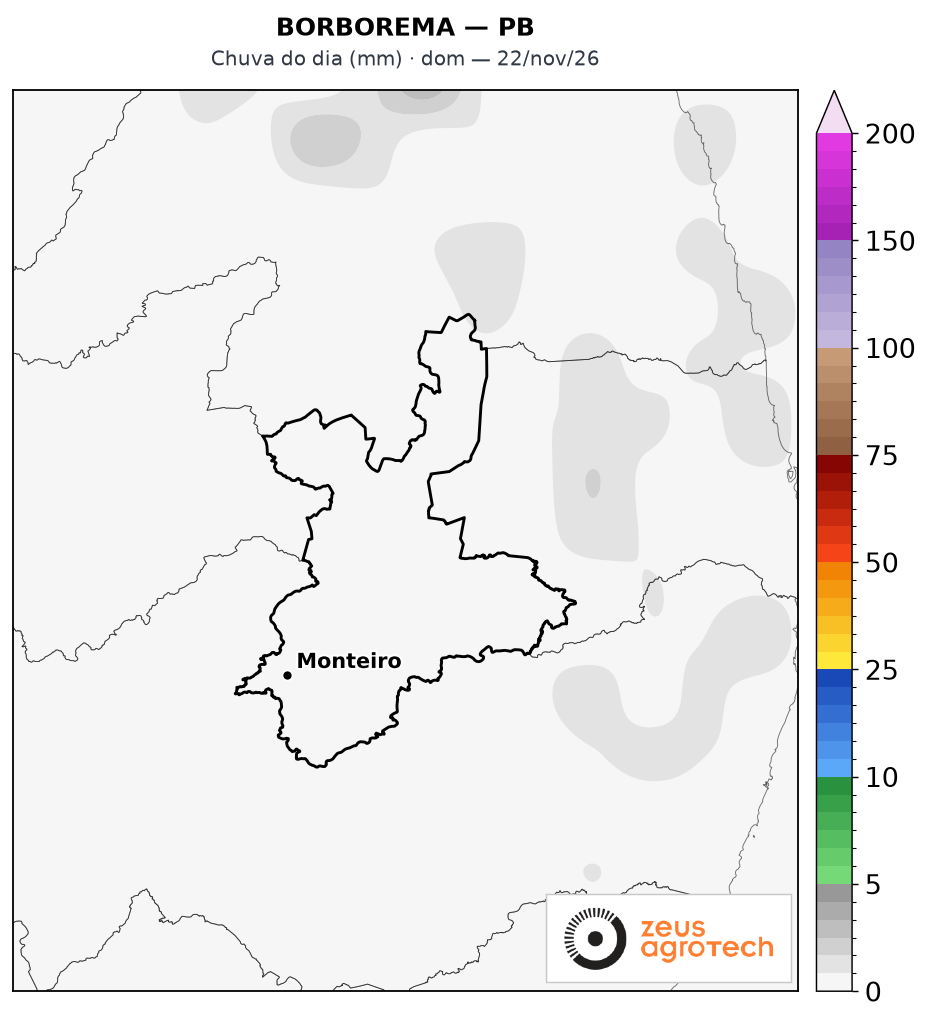 BORBOREMA — PB
Chuva do dia (mm) · dom — 22/nov/26
200
150
100
75
50
25
10
5
0
Monteiro
zeus
agrotech